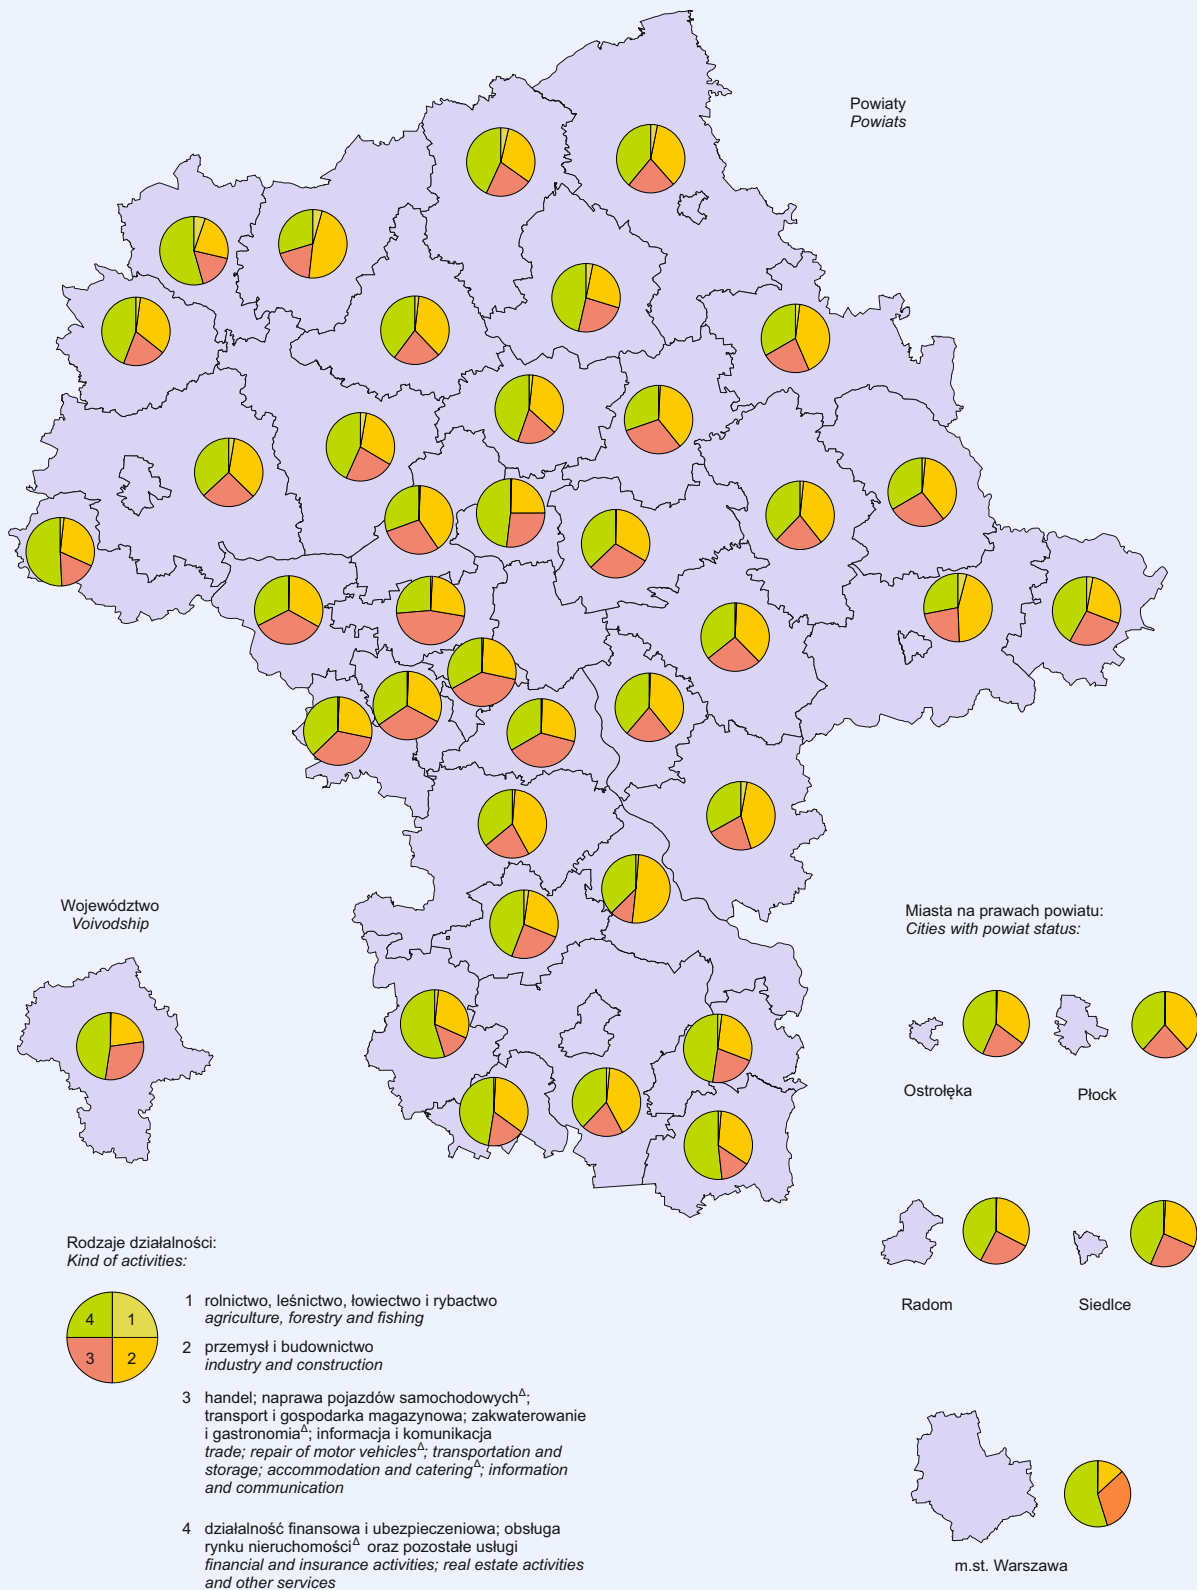 Powiaty
Powiats
Województwo
Voivodship
Miasta na prawach powiatu:
Cities with powiat status:
Ostrołęka
Płock
Radom
Siedlce
m.st. Warszawa
Rodzaje działalności:
Kind of activities:
4
1
3
2
1 rolnictwo, leśnictwo, łowiectwo i rybactwo
agriculture, forestry and fishing
2 przemysł i budownictwo
industry and construction
3 handel; naprawa pojazdów samochodowych^Δ;
transport i gospodarka magazynowa; zakwaterowanie
i gastronomia^Δ; informacja i komunikacja
trade; repair of motor vehicles^Δ; transportation and
storage; accommodation and catering^Δ; information
and communication
4 działalność finansowa i ubezpieczeniowa; obsługa
rynku nieruchomości^Δ oraz pozostałe usługi
financial and insurance activities; real estate activities
and other services